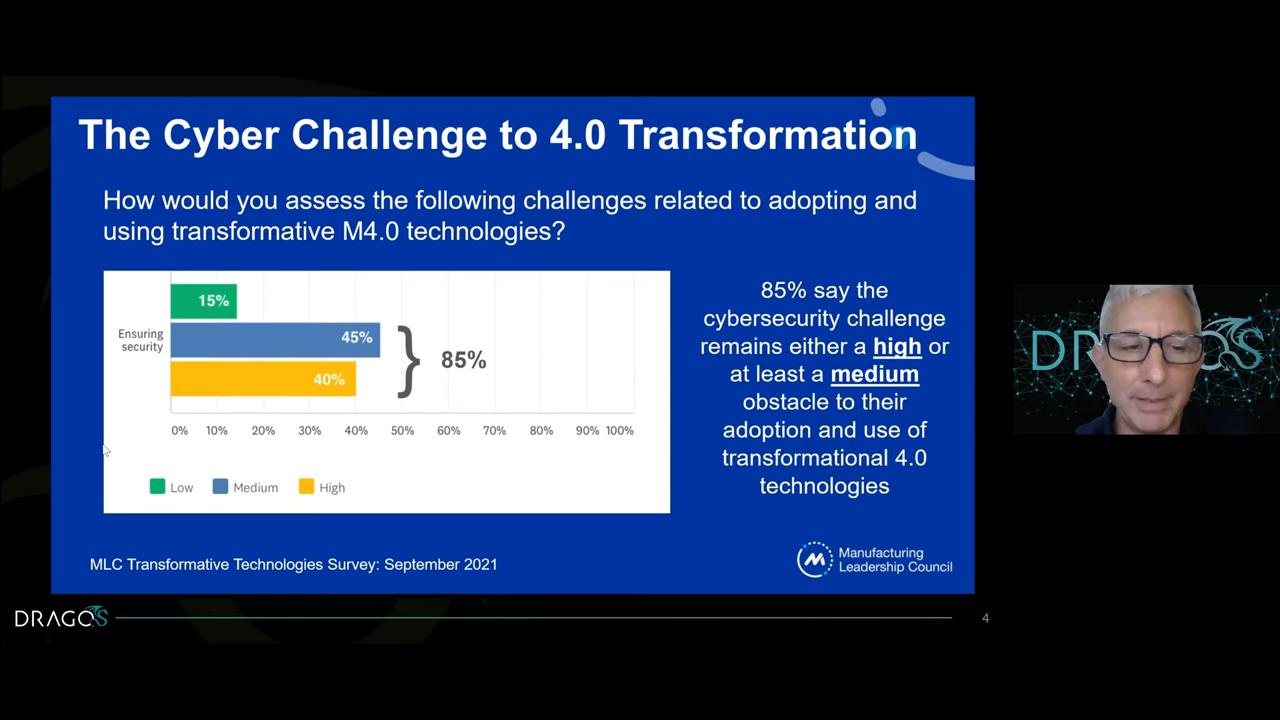 The Cyber Challenge to 4.0 Transformation
How would you assess the following challenges related to adopting and
using transformative M4.0 technologies?
Ensuring
security
15%
45%
40%
85%
0% 10% 20% 30% 40% 50% 60% 70% 80% 90% 100%
Low Medium High
85% say the
cybersecurity challenge
remains either a high or
at least a medium
obstacle to their
adoption and use of
transformational 4.0
technologies
MLC Transformative Technologies Survey: September 2021
M
Manufacturing
Leadership Council
DRAGOS
4
DRAGOS